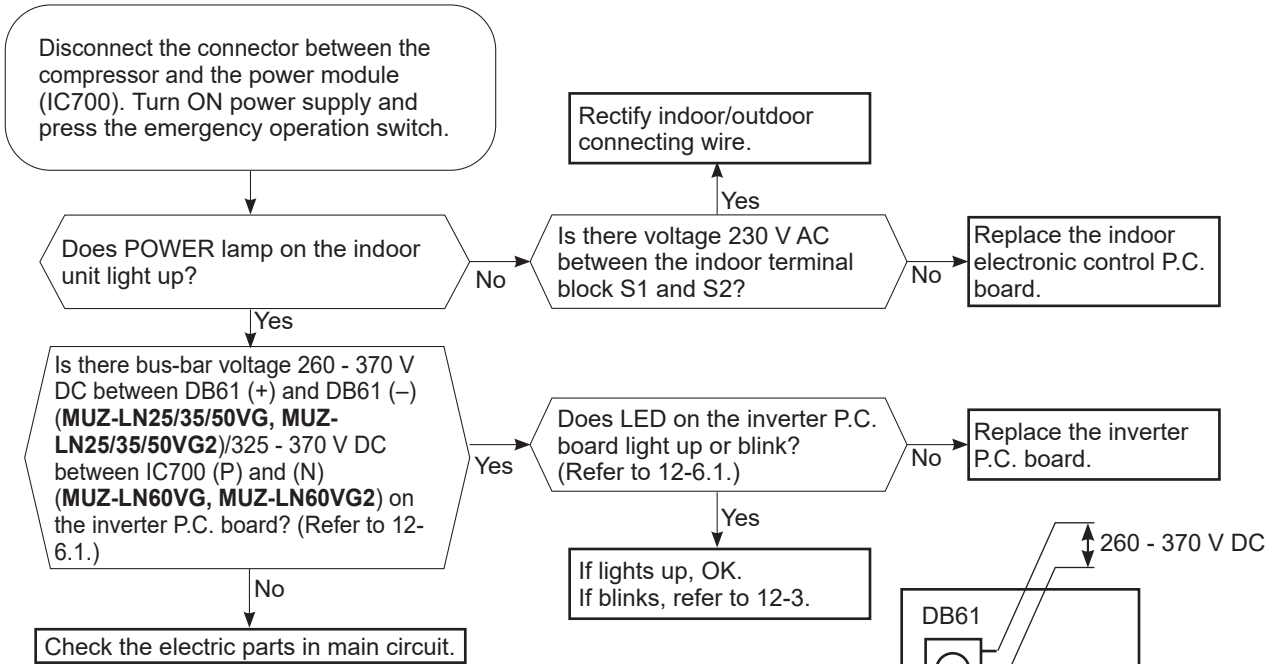 Disconnect the connector between the
compressor and the power module
(IC700). Turn ON power supply and
press the emergency operation switch.
Rectify indoor/outdoor
connecting wire.
Yes
Does POWER lamp on the indoor
unit light up?
No
Is there voltage 230 V AC
between the indoor terminal
block S1 and S2?
No
Replace the indoor
electronic control P.C.
board.
Yes
Is there bus-bar voltage 260 - 370 V
DC between DB61 (+) and DB61 (–)
(MUZ-LN25/35/50VG, MUZ-
LN25/35/50VG2)/325 - 370 V DC
between IC700 (P) and (N)
(MUZ-LN60VG, MUZ-LN60VG2) on
the inverter P.C. board? (Refer to 12-
6.1.)
Yes
Does LED on the inverter P.C.
board light up or blink?
(Refer to 12-6.1.)
No
Replace the inverter
P.C. board.
Yes
If lights up, OK.
If blinks, refer to 12-3.
No
Check the electric parts in main circuit.
260 - 370 V DC
DB61